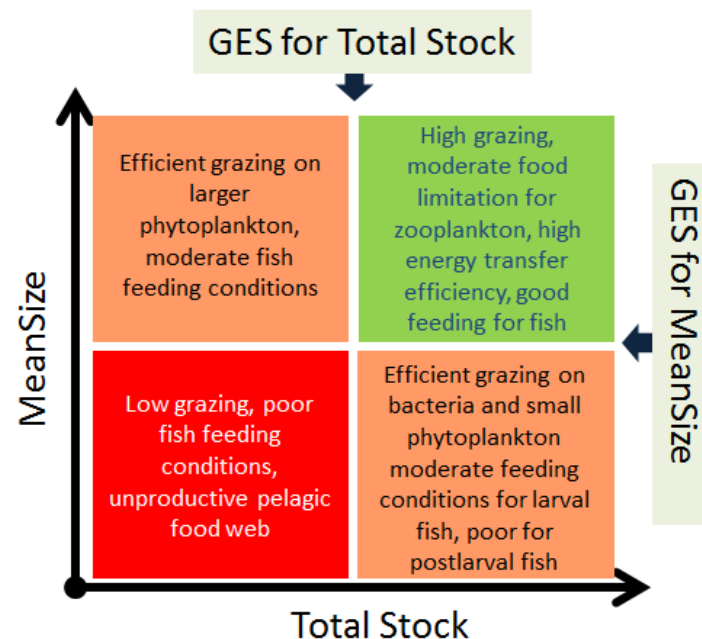 GES for Total Stock
Efficient grazing on
larger
phytoplankton,
moderate fish
feeding conditions
High grazing,
moderate food
limitation for
zooplankton, high
energy transfer
efficiency, good
feeding for fish
GES for MeanSize
MeanSize
Low grazing, poor
fish feeding
conditions,
unproductive pelagic
food web
Efficient grazing on
bacteria and small
phytoplankton
moderate feeding
conditions for larval
fish, poor for
postlarval fish
Total Stock